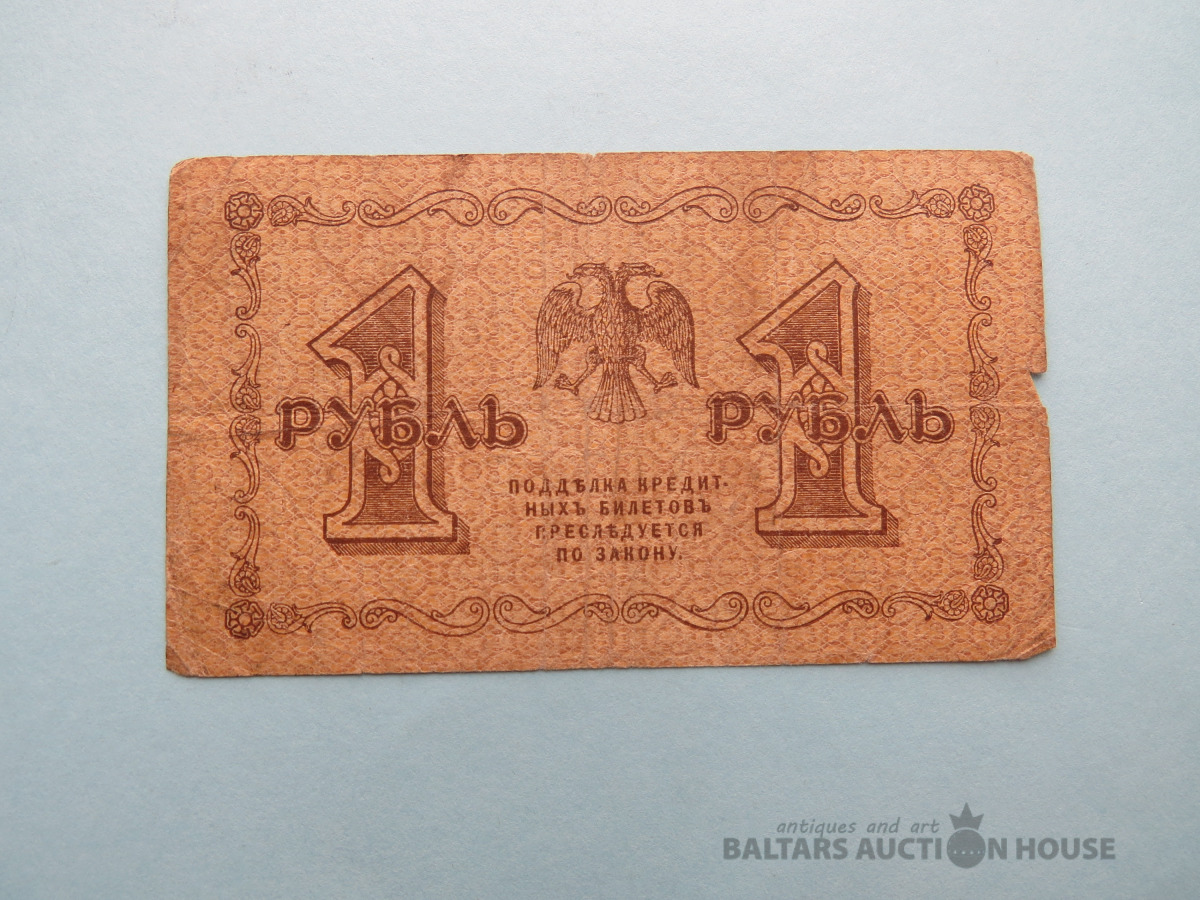 1 1
РУБЛЬ РУБЛЬ
ПОДДѢЛКА КРЕДИТ-
НЫХЪ БИЛЕТОВЪ
ПРЕСЛѢДУЕТСЯ
ПО ЗАКОНУ.
antiques and art
BALTARS AUCTION HOUSE